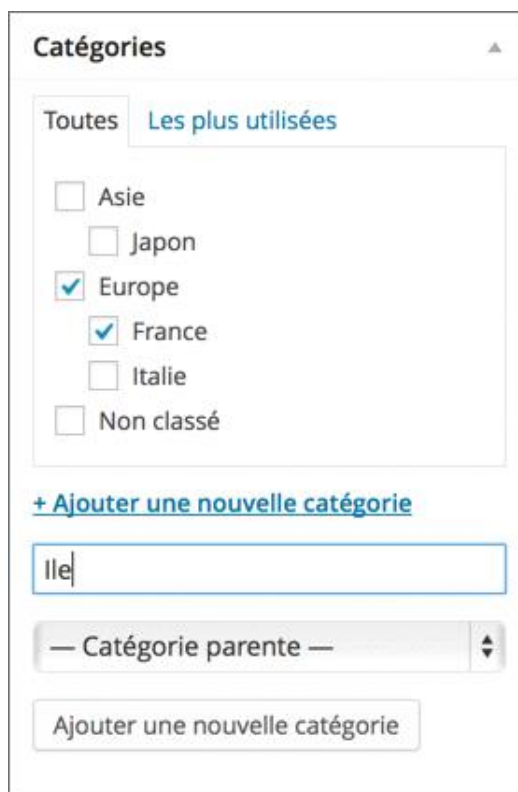 Catégories
Toutes Les plus utilisées
Asie
Japon
Europe
France
Italie
Non classé
+ Ajouter une nouvelle catégorie
Ile
— Catégorie parente —
Ajouter une nouvelle catégorie